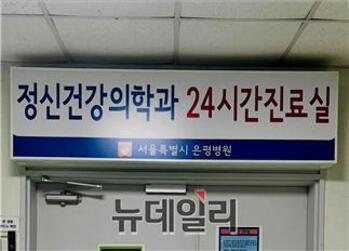 정신건강의학과 24시간진료실
서울특별시 은평병원
뉴데일리